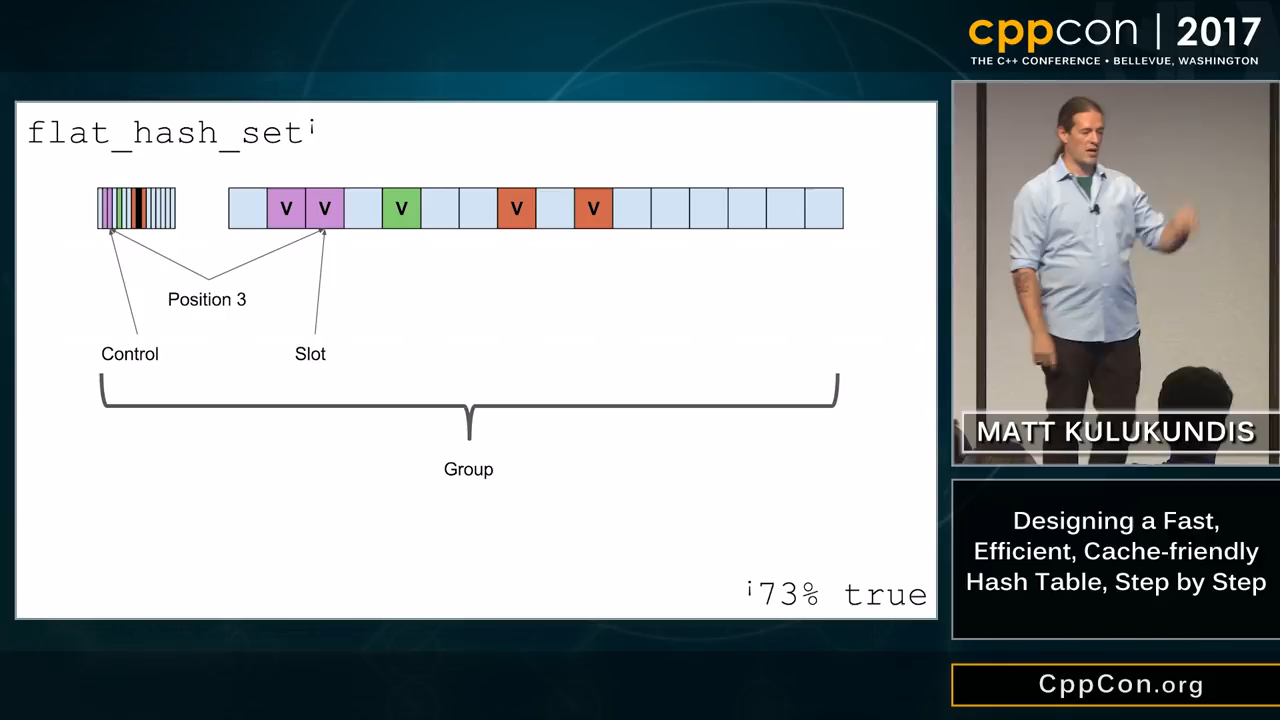 cppcon | 2017
THE C++ CONFERENCE • BELLEVUE, WASHINGTON
flat_hash_set¡
v v v v v
Position 3
Control
Slot
Group
¡73% true
MATT KULUKUNDIS
Designing a Fast,
Efficient, Cache-friendly
Hash Table, Step by Step
CppCon.org